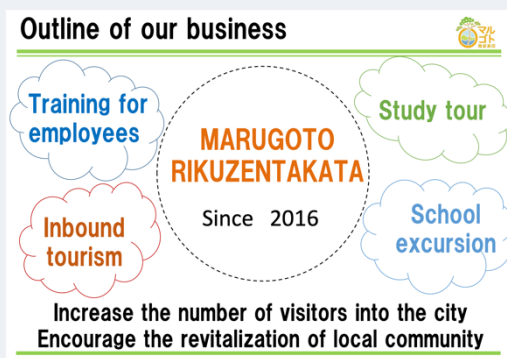 Outline of our business
マル
ゴト
Training for
employees
Study tour
MARUGOTO
RIKUZENTAKATA
Since 2016
Inbound
tourism
School
excursion
Increase the number of visitors into the city
Encourage the revitalization of local community